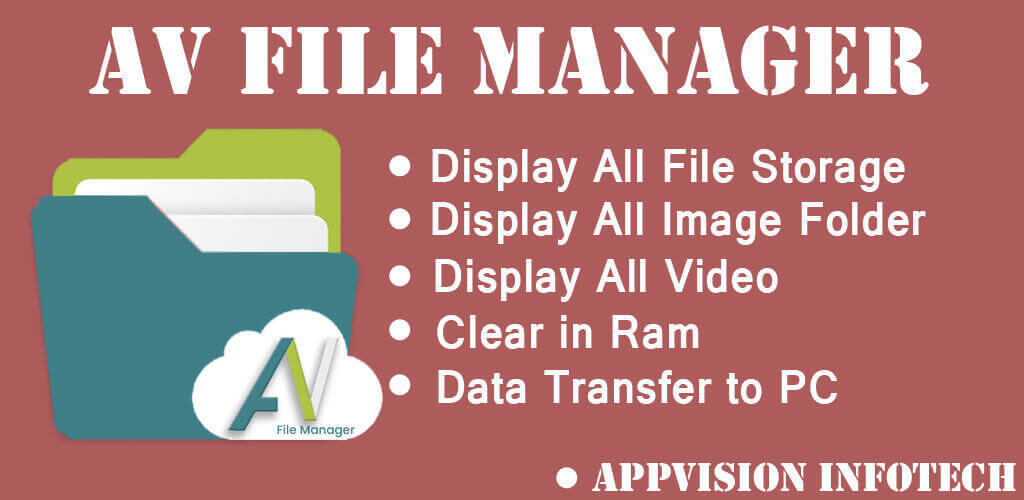 AV FILE MANAGER
• Display All File Storage
• Display All Image Folder
• Display All Video
• Clear in Ram
• Data Transfer to PC
AV
File Manager
• APPVISION INFOTECH